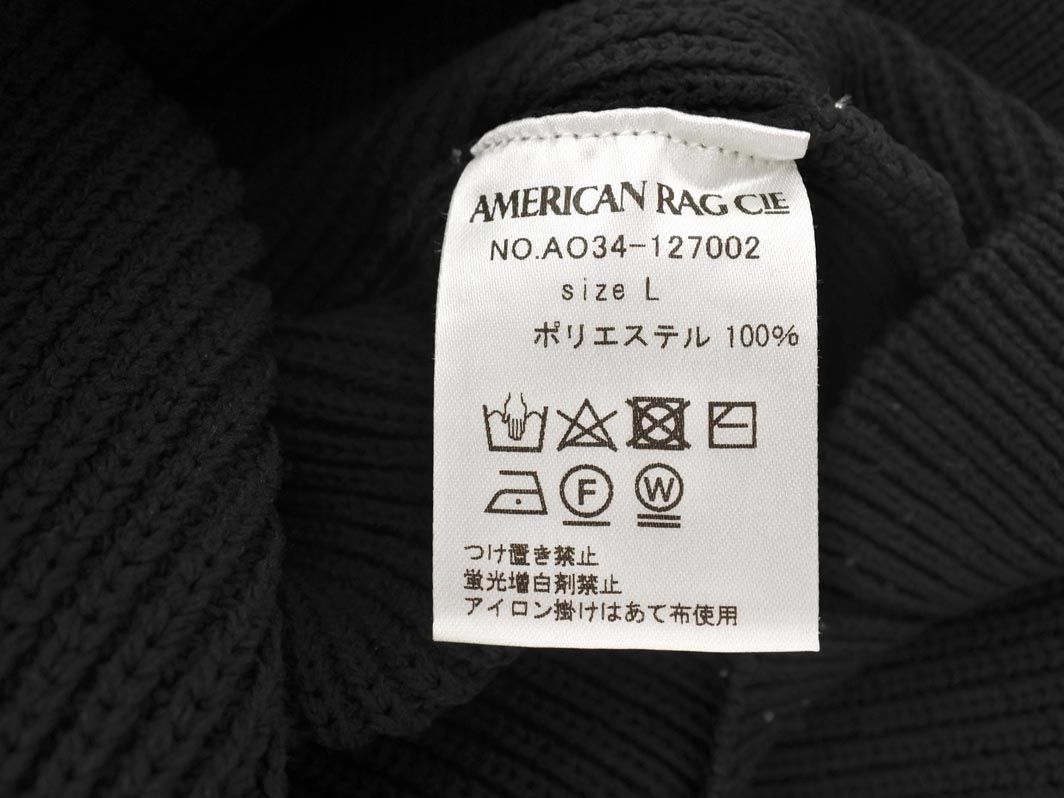 AMERICAN RAG CIE
NO.AO34-127002
size L
ポリエステル 100%
F W
つけ置き禁止
蛍光増白剤禁止
アイロン掛けはあて布使用